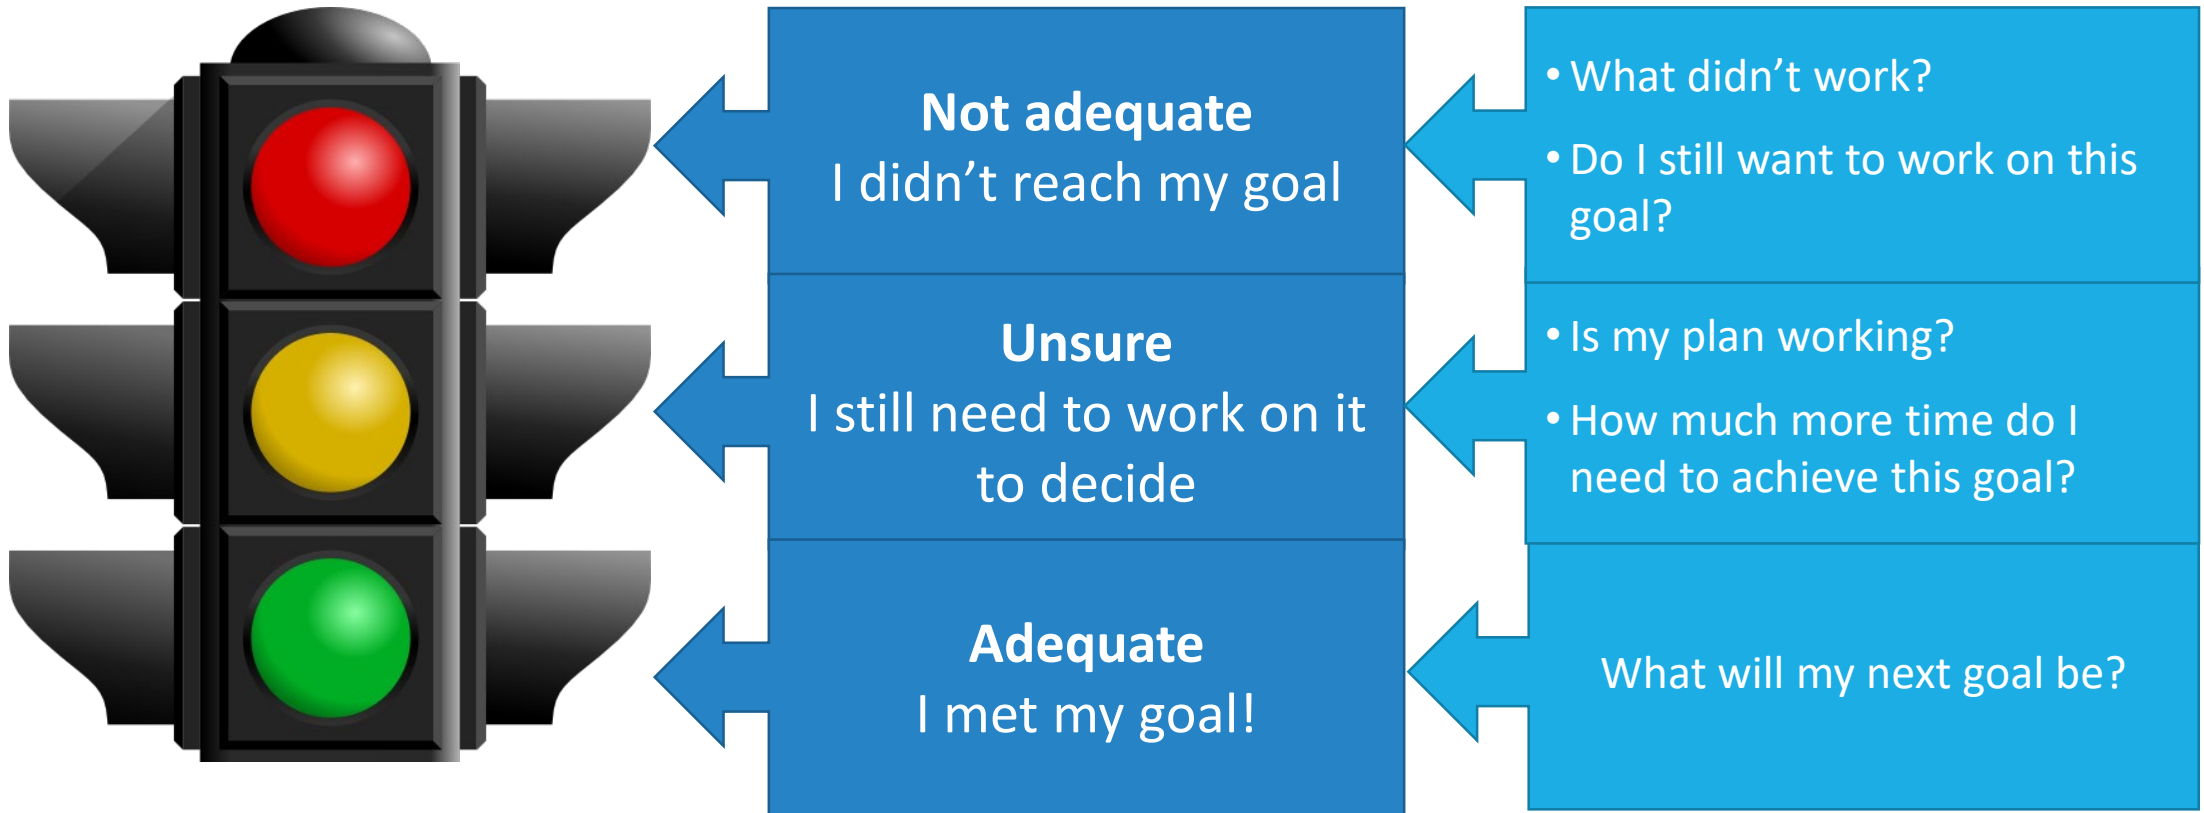 Not adequate
I didn’t reach my goal
• What didn’t work?
• Do I still want to work on this
goal?
Unsure
I still need to work on it
to decide
• Is my plan working?
• How much more time do I
need to achieve this goal?
Adequate
I met my goal!
What will my next goal be?